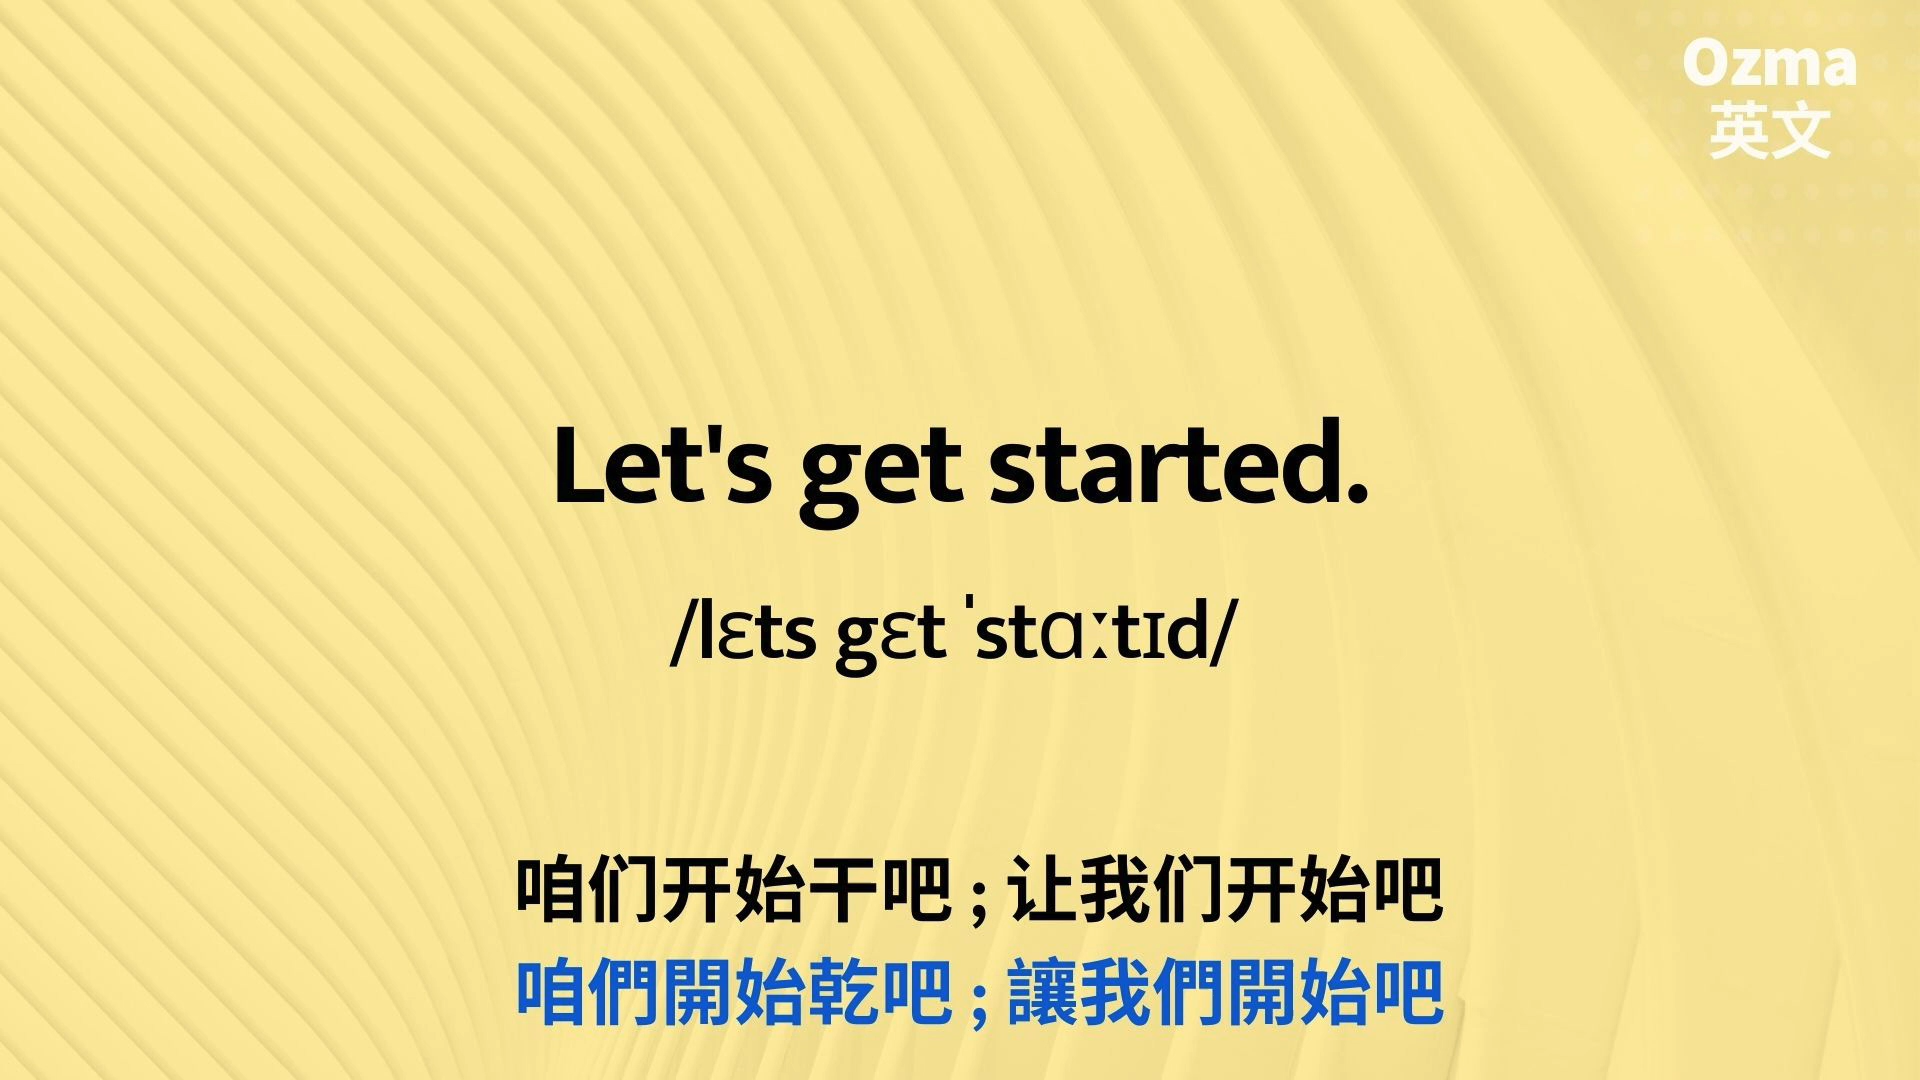 Ozma
英文
Let's get started.
/lɛts gɛt ˈstɑːtɪd/
咱们开始干吧 ; 让我们开始吧
咱們開始乾吧 ; 讓我們開始吧